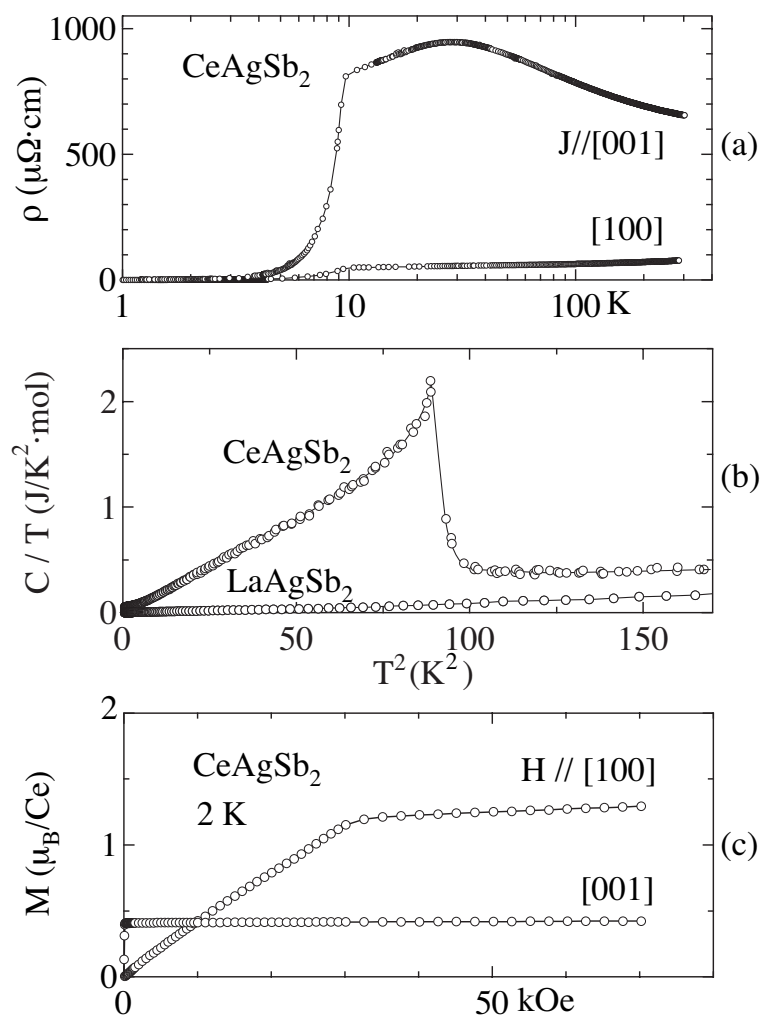 1000
500
0
ρ (μΩ·cm)
CeAgSb₂
J//[001]
[100]
(a)
1 10 100 K
2
1
0
C / T (J/K²·mol)
CeAgSb₂
LaAgSb₂
(b)
0 50 100 150
T² (K²)
2
1
0
M (μB/Ce)
CeAgSb₂
2 K
H // [100]
[001]
(c)
0 50 kOe